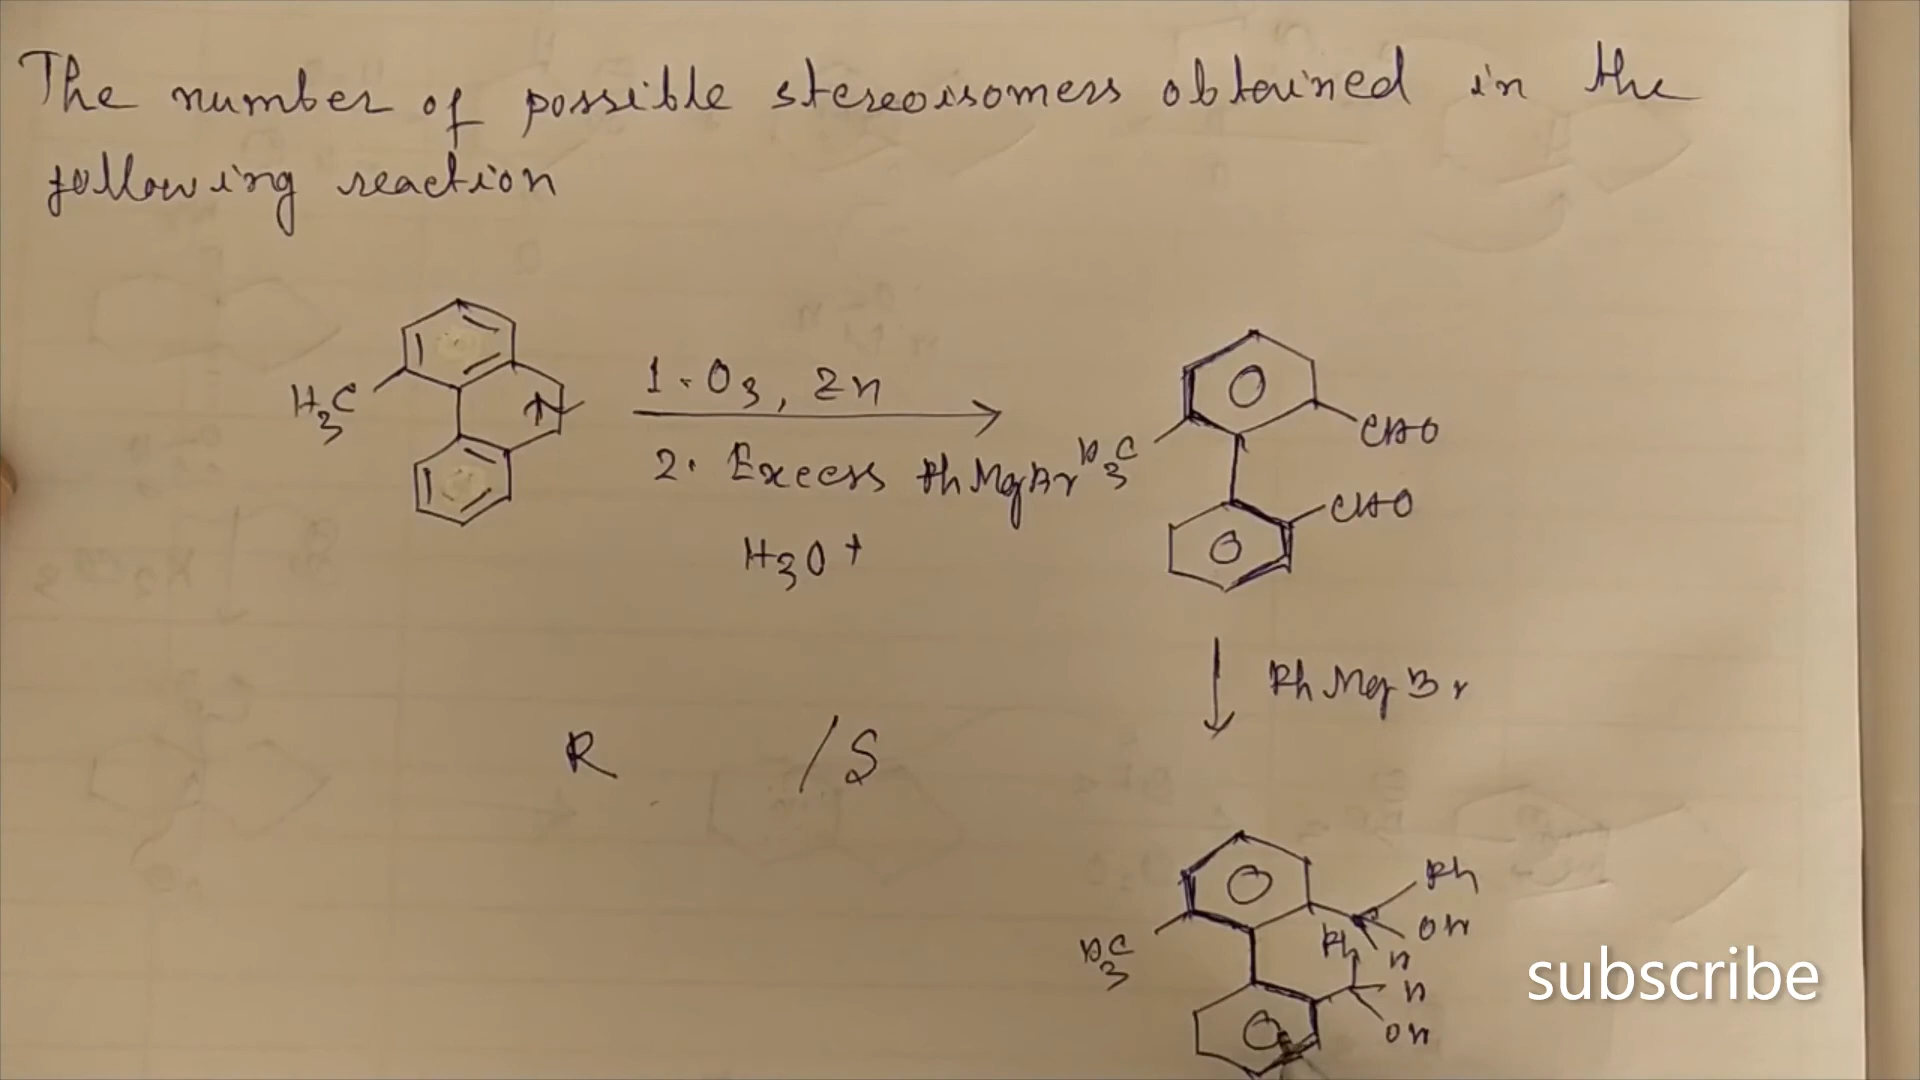 The number of possible stereoisomers obtained in the
following reaction
H3C
1. O3, Zn
2. Excess PhMgBr
H3O+
H3C
CHO
CHO
PhMgBr
R / S
H3C
Ph
OH
H
Ph
H
OH
subscribe